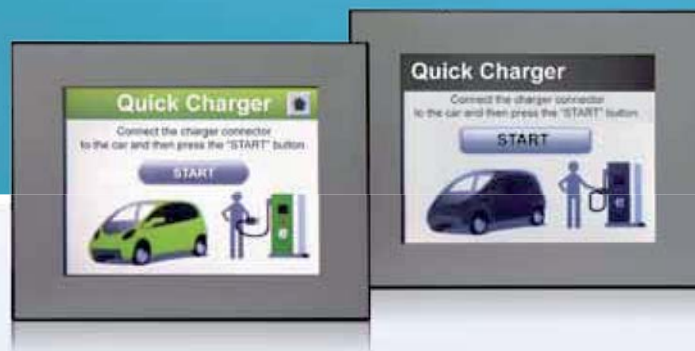 Quick Charger
Connect the charger connector
to the car and then press the "START" button
START
Quick Charger
Connect the charger connector
to the car and then press the "START" button
START